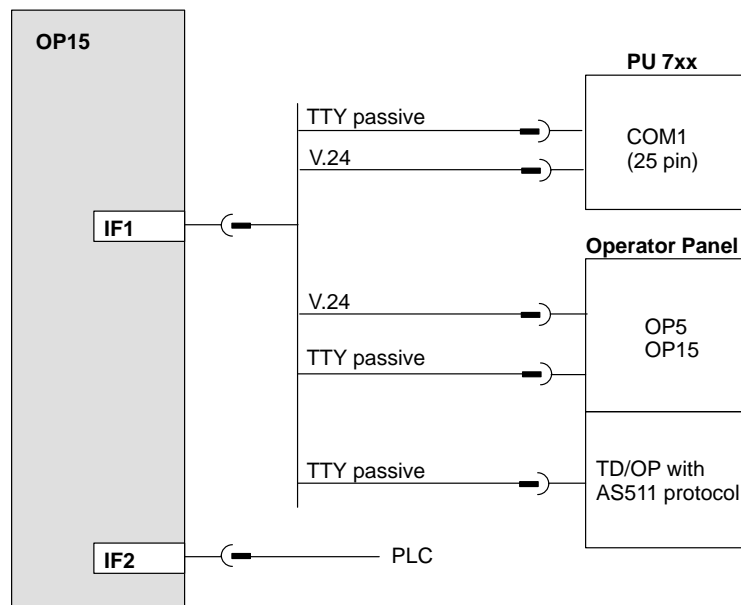 OP15
PU 7xx
TTY passive
COM1
(25 pin)
V.24
IF1
Operator Panel
V.24
OP5
OP15
TTY passive
TTY passive
TD/OP with
AS511 protocol
IF2
PLC